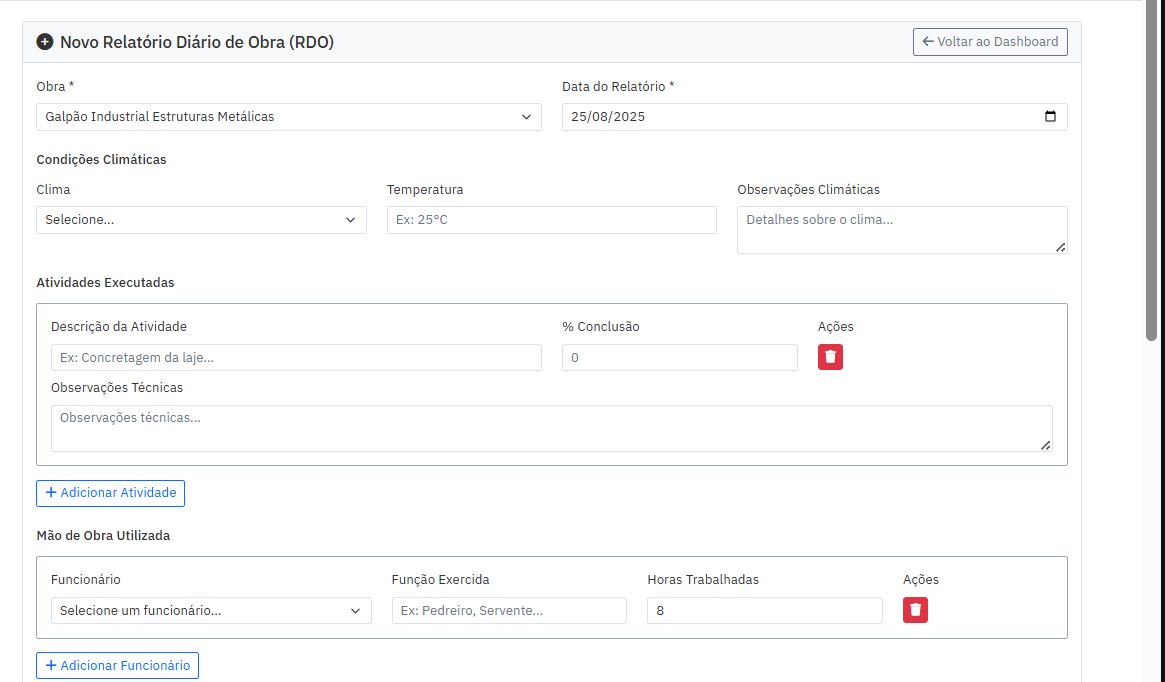 Novo Relatório Diário de Obra (RDO)
Voltar ao Dashboard
Obra *
Data do Relatório *
Galpão Industrial Estruturas Metálicas
25/08/2025
Condições Climáticas
Clima
Temperatura
Observações Climáticas
Selecione...
Ex: 25°C
Detalhes sobre o clima...
Atividades Executadas
Descrição da Atividade
% Conclusão
Ações
Ex: Concretagem da laje...
0
Observações Técnicas
Observações técnicas...
+ Adicionar Atividade
Mão de Obra Utilizada
Funcionário
Função Exercida
Horas Trabalhadas
Ações
Selecione um funcionário...
Ex: Pedreiro, Servente...
8
+ Adicionar Funcionário